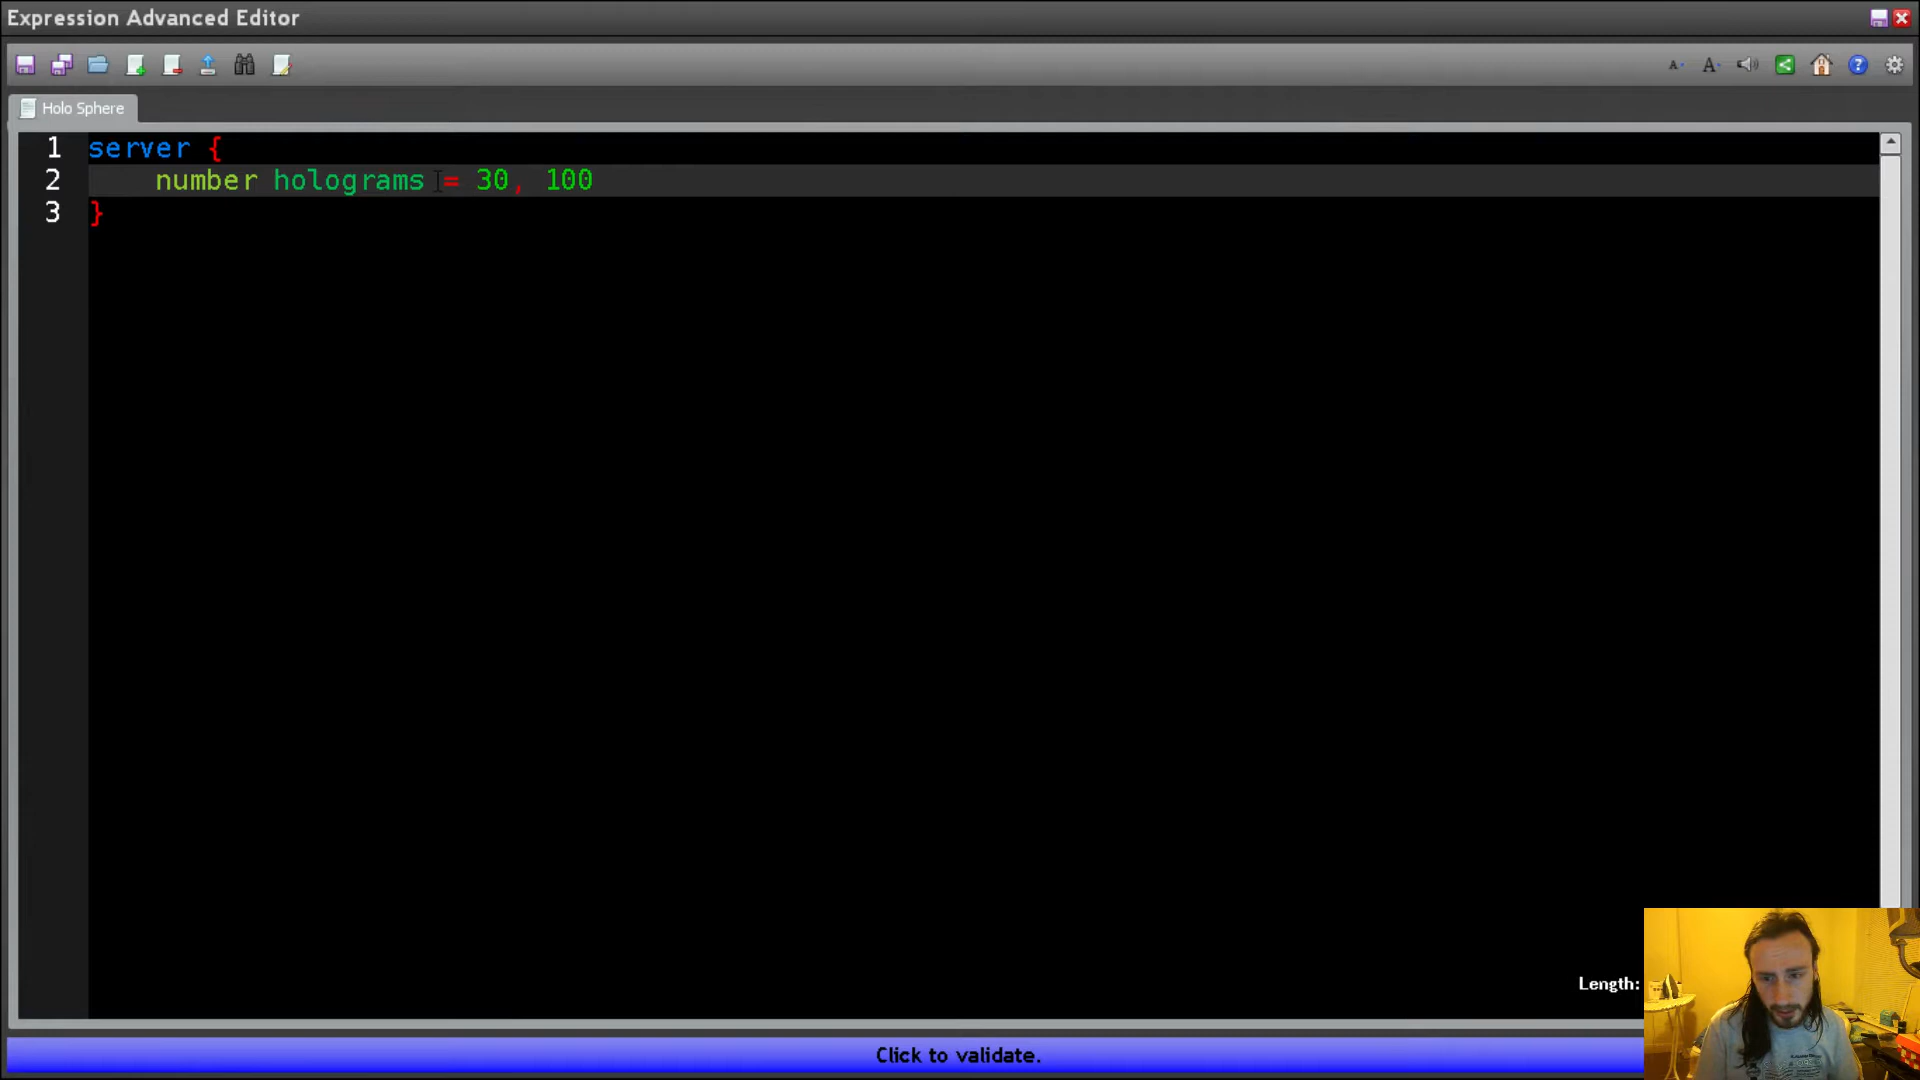 Expression Advanced Editor
Holo Sphere
1 server {
2 number holograms = 30, 100
3 }
Length:
Click to validate.